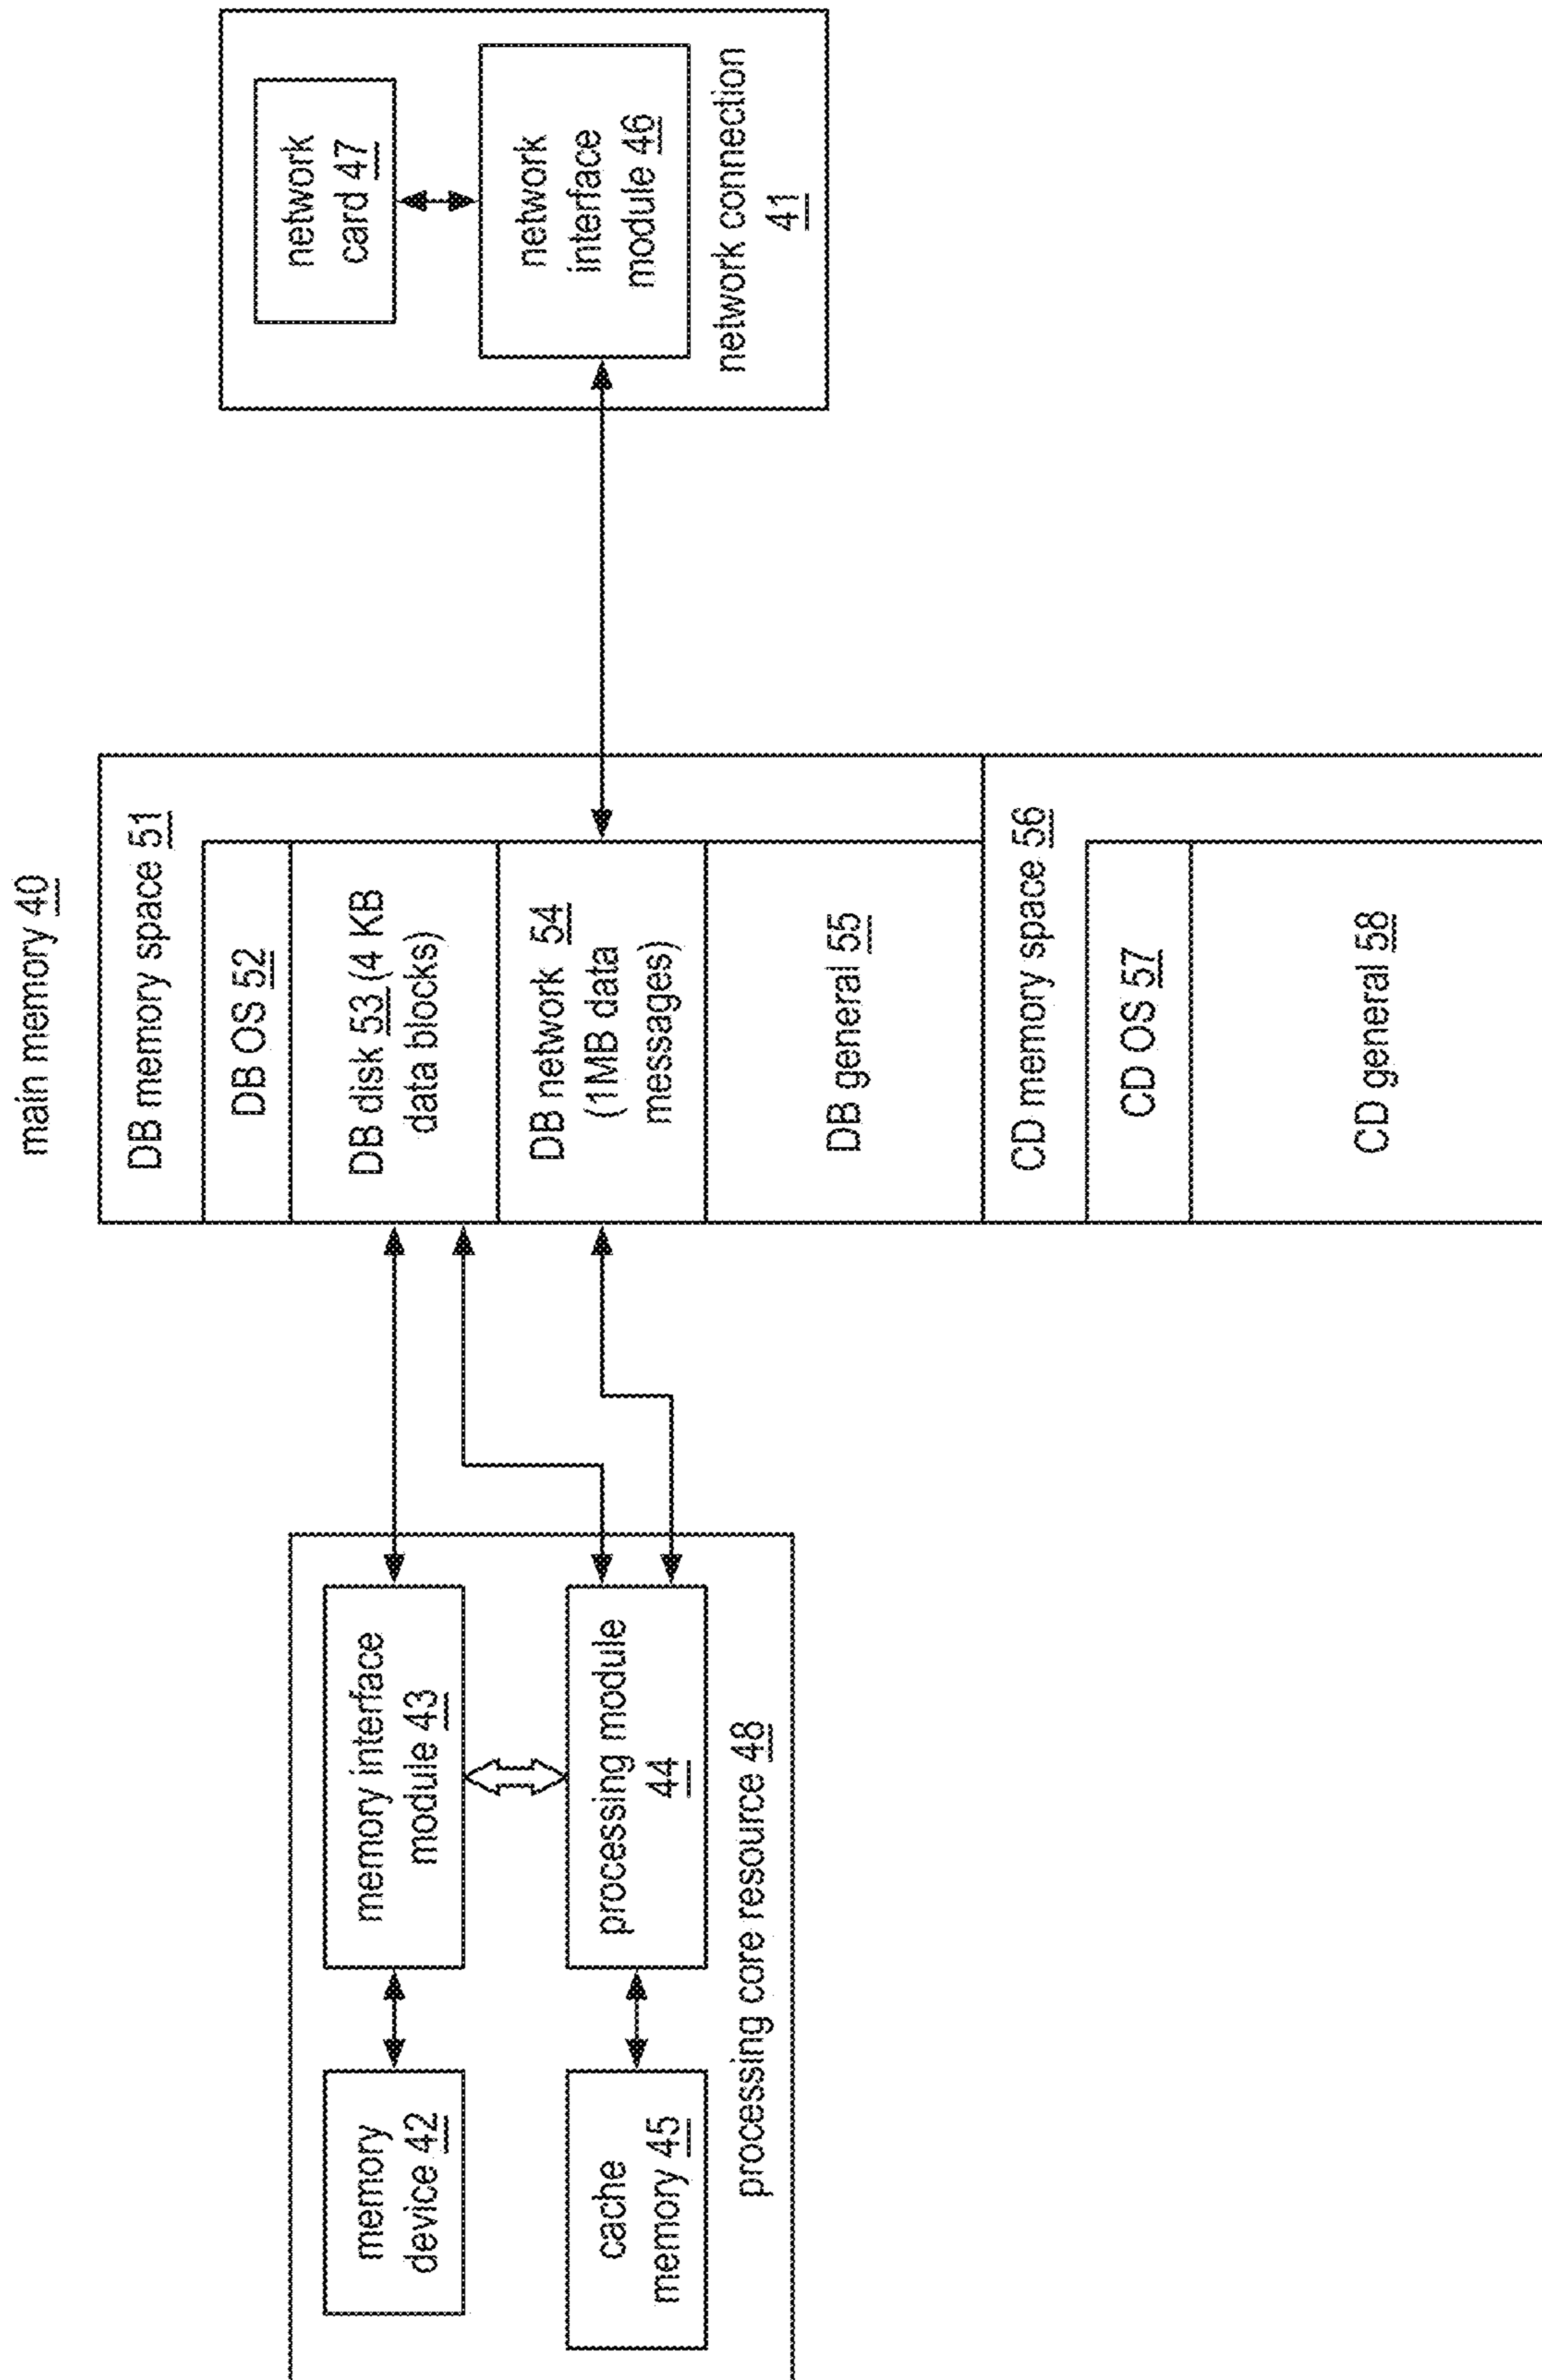 main memory 40
DB memory space 51
DB OS 52
DB disk 53 (4 KB
data blocks)
DB network 54
(1MB data
messages)
DB general 55
CD memory space 56
CD OS 57
CD general 58
memory
device 42
memory interface
module 43
cache
memory 45
processing module
44
processing core resource 48
network
card 47
network
interface
module 46
network connection
41